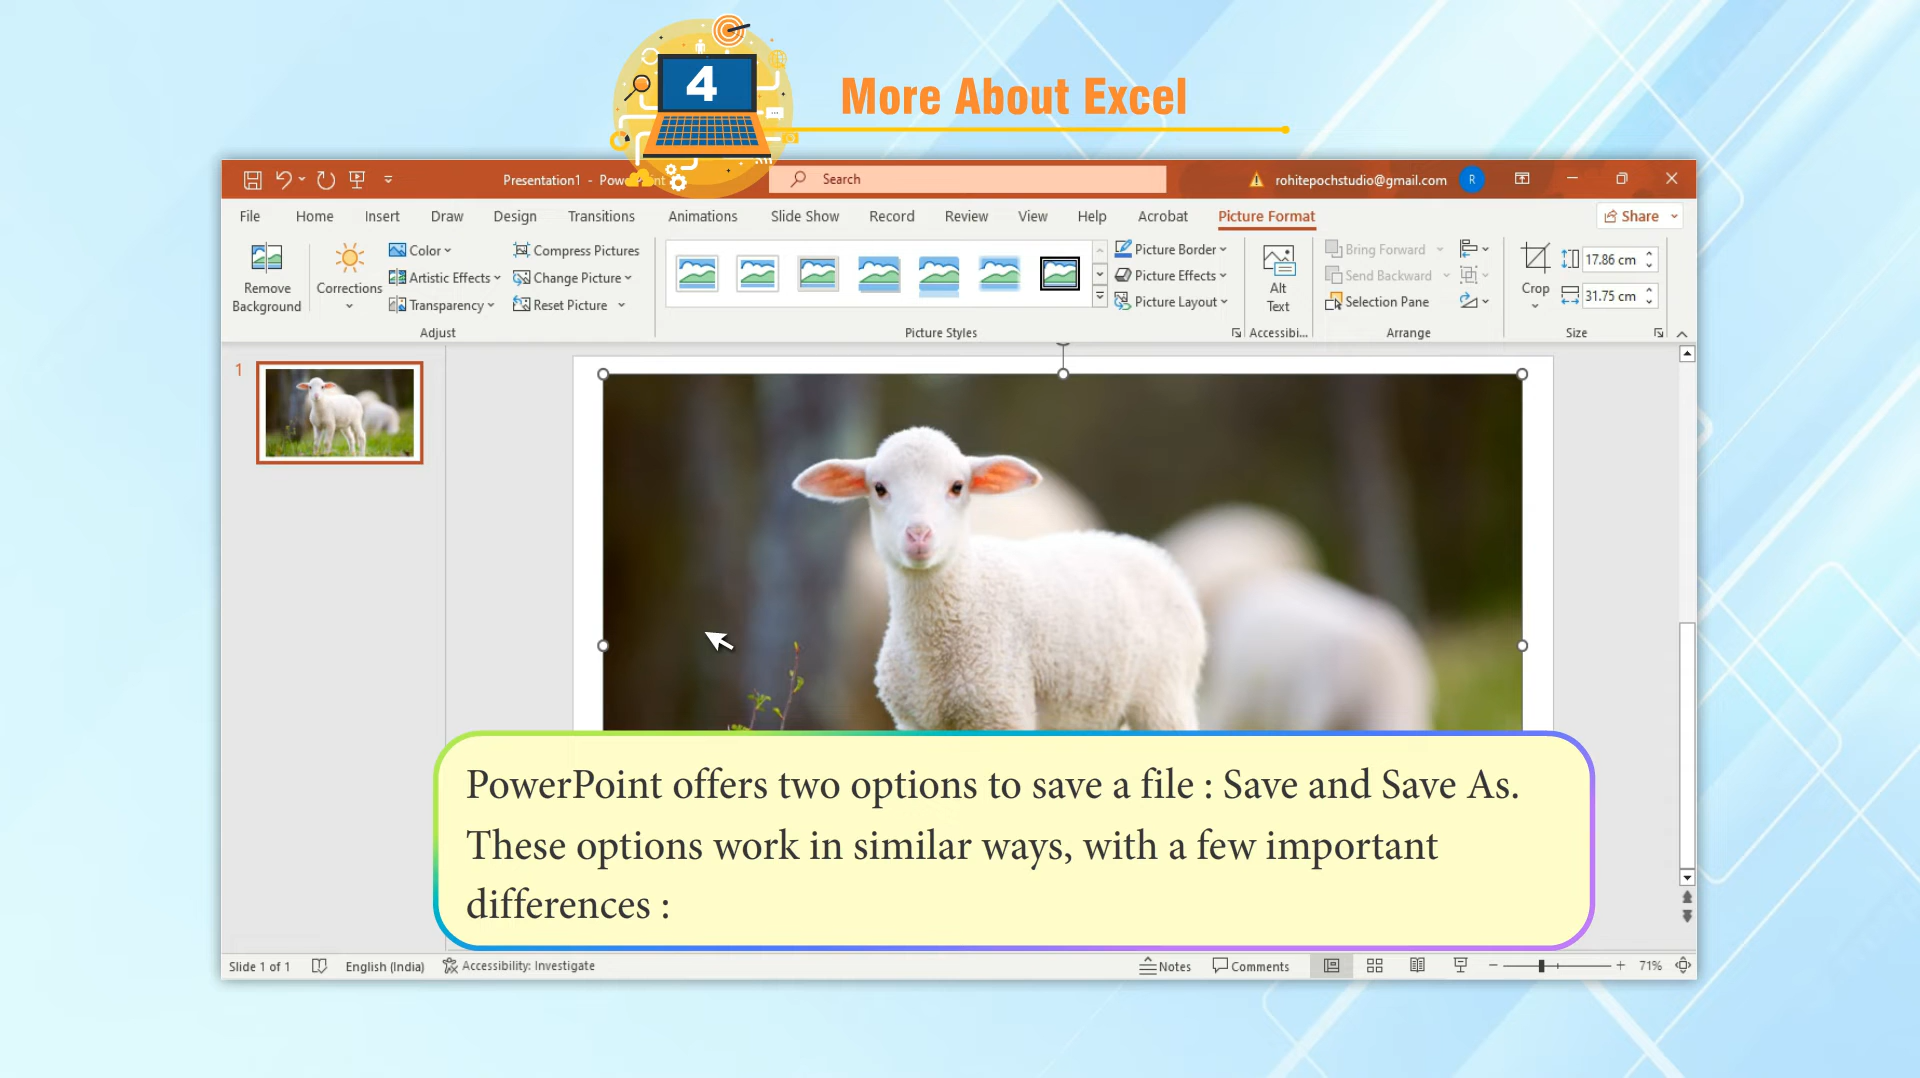 4
More About Excel
Presentation1 - Pow nt
Search
rohitepochstudio@gmail.com
R
File Home Insert Draw Design Transitions Animations Slide Show Record Review View Help Acrobat Picture Format Share
Remove Background
Corrections
Color
Artistic Effects
Transparency
Compress Pictures
Change Picture
Reset Picture
Adjust
Picture Styles
Picture Border
Picture Effects
Picture Layout
Alt Text
Accessibi...
Bring Forward
Send Backward
Selection Pane
Arrange
Crop
17.86 cm
31.75 cm
Size
1
PowerPoint offers two options to save a file : Save and Save As.
These options work in similar ways, with a few important
differences :
Slide 1 of 1 English (India) Accessibility: Investigate Notes Comments 71%